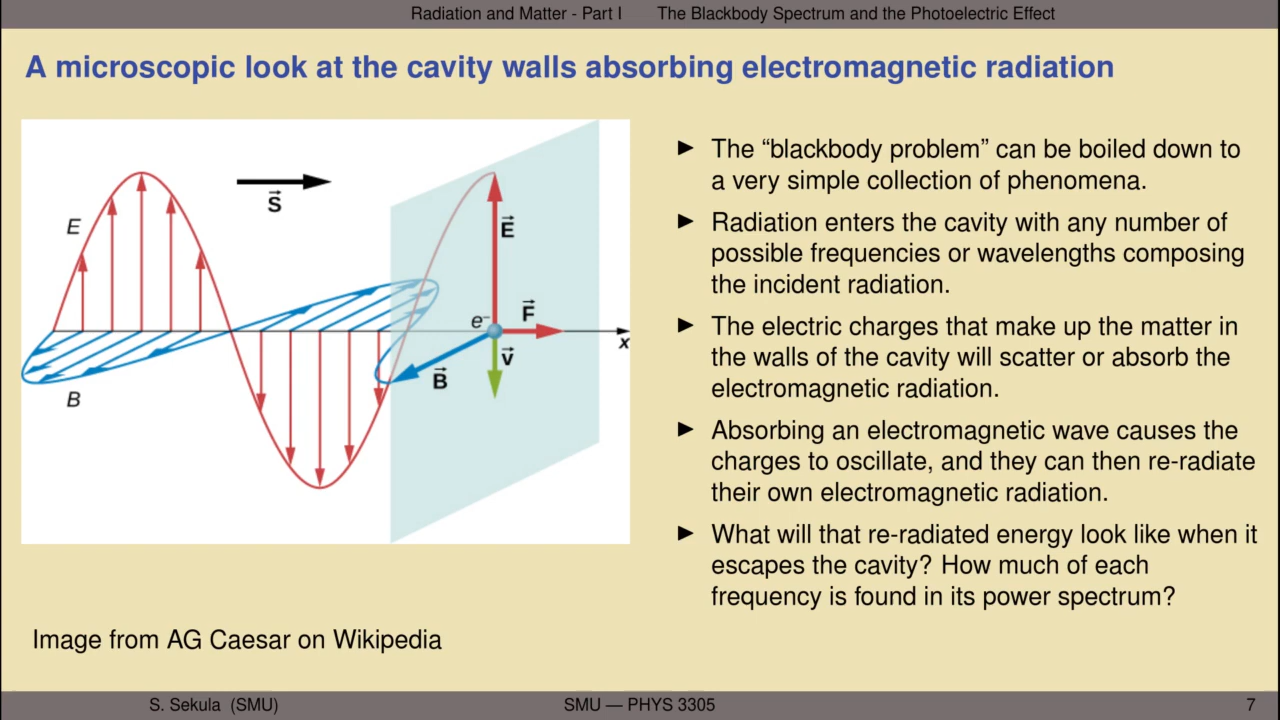 Radiation and Matter - Part I The Blackbody Spectrum and the Photoelectric Effect
A microscopic look at the cavity walls absorbing electromagnetic radiation
E
S⃗
E⃗
e⁻
F⃗
x
v⃗
B⃗
B
▶ The “blackbody problem” can be boiled down to
a very simple collection of phenomena.
▶ Radiation enters the cavity with any number of
possible frequencies or wavelengths composing
the incident radiation.
▶ The electric charges that make up the matter in
the walls of the cavity will scatter or absorb the
electromagnetic radiation.
▶ Absorbing an electromagnetic wave causes the
charges to oscillate, and they can then re-radiate
their own electromagnetic radiation.
▶ What will that re-radiated energy look like when it
escapes the cavity? How much of each
frequency is found in its power spectrum?
Image from AG Caesar on Wikipedia
S. Sekula (SMU) SMU — PHYS 3305 7